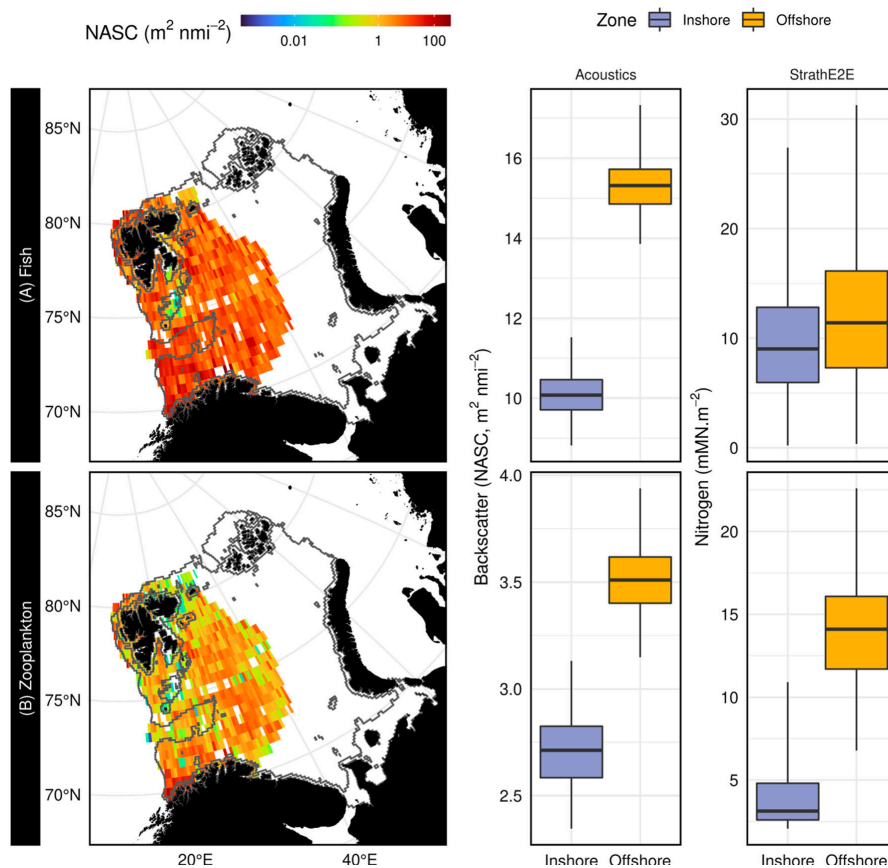 NASC (m² nmi⁻²)
0.01
1
100
Zone
Inshore
Offshore
Acoustics
StrathE2E
(A) Fish
85°N
80°N
75°N
70°N
Backscatter (NASC, m² nmi⁻²)
16
14
12
10
Nitrogen (mMN.m⁻²)
30
20
10
0
(B) Zooplankton
85°N
80°N
75°N
70°N
4.0
3.5
3.0
2.5
20
15
10
5
20°E
40°E
Inshore
Offshore
Inshore
Offshore